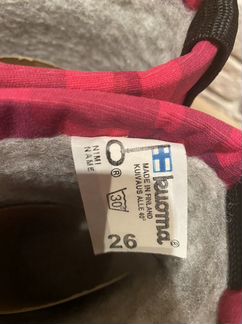 NIMI
NAME
®
kuoma®
MADE IN FINLAND
KUIVAUS ALLE 40°
30°
26